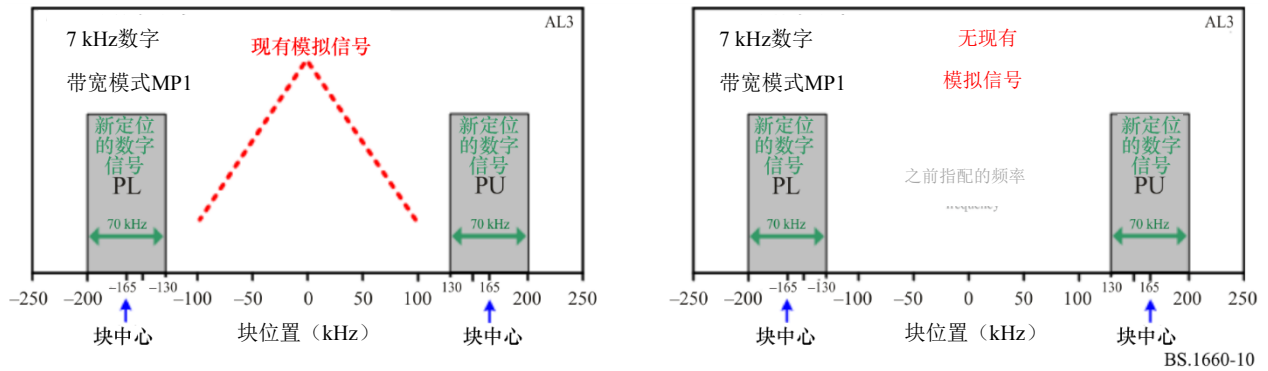 AL3
7 kHz数字
现有模拟信号
带宽模式MP1
新定位
的数字
信号
PL
70 kHz
新定位
的数字
信号
PU
70 kHz
–165
–130
130
165
–250
–200
–100
–50
0
50
100
200
250
块中心
块位置（kHz）
块中心
AL3
7 kHz数字
无现有
带宽模式MP1
模拟信号
新定位
的数字
信号
PL
70 kHz
之前指配的频率
新定位
的数字
信号
PU
70 kHz
–165
–130
130
165
–250
–200
–100
–50
0
50
100
200
250
块中心
块位置（kHz）
块中心
BS.1660-10